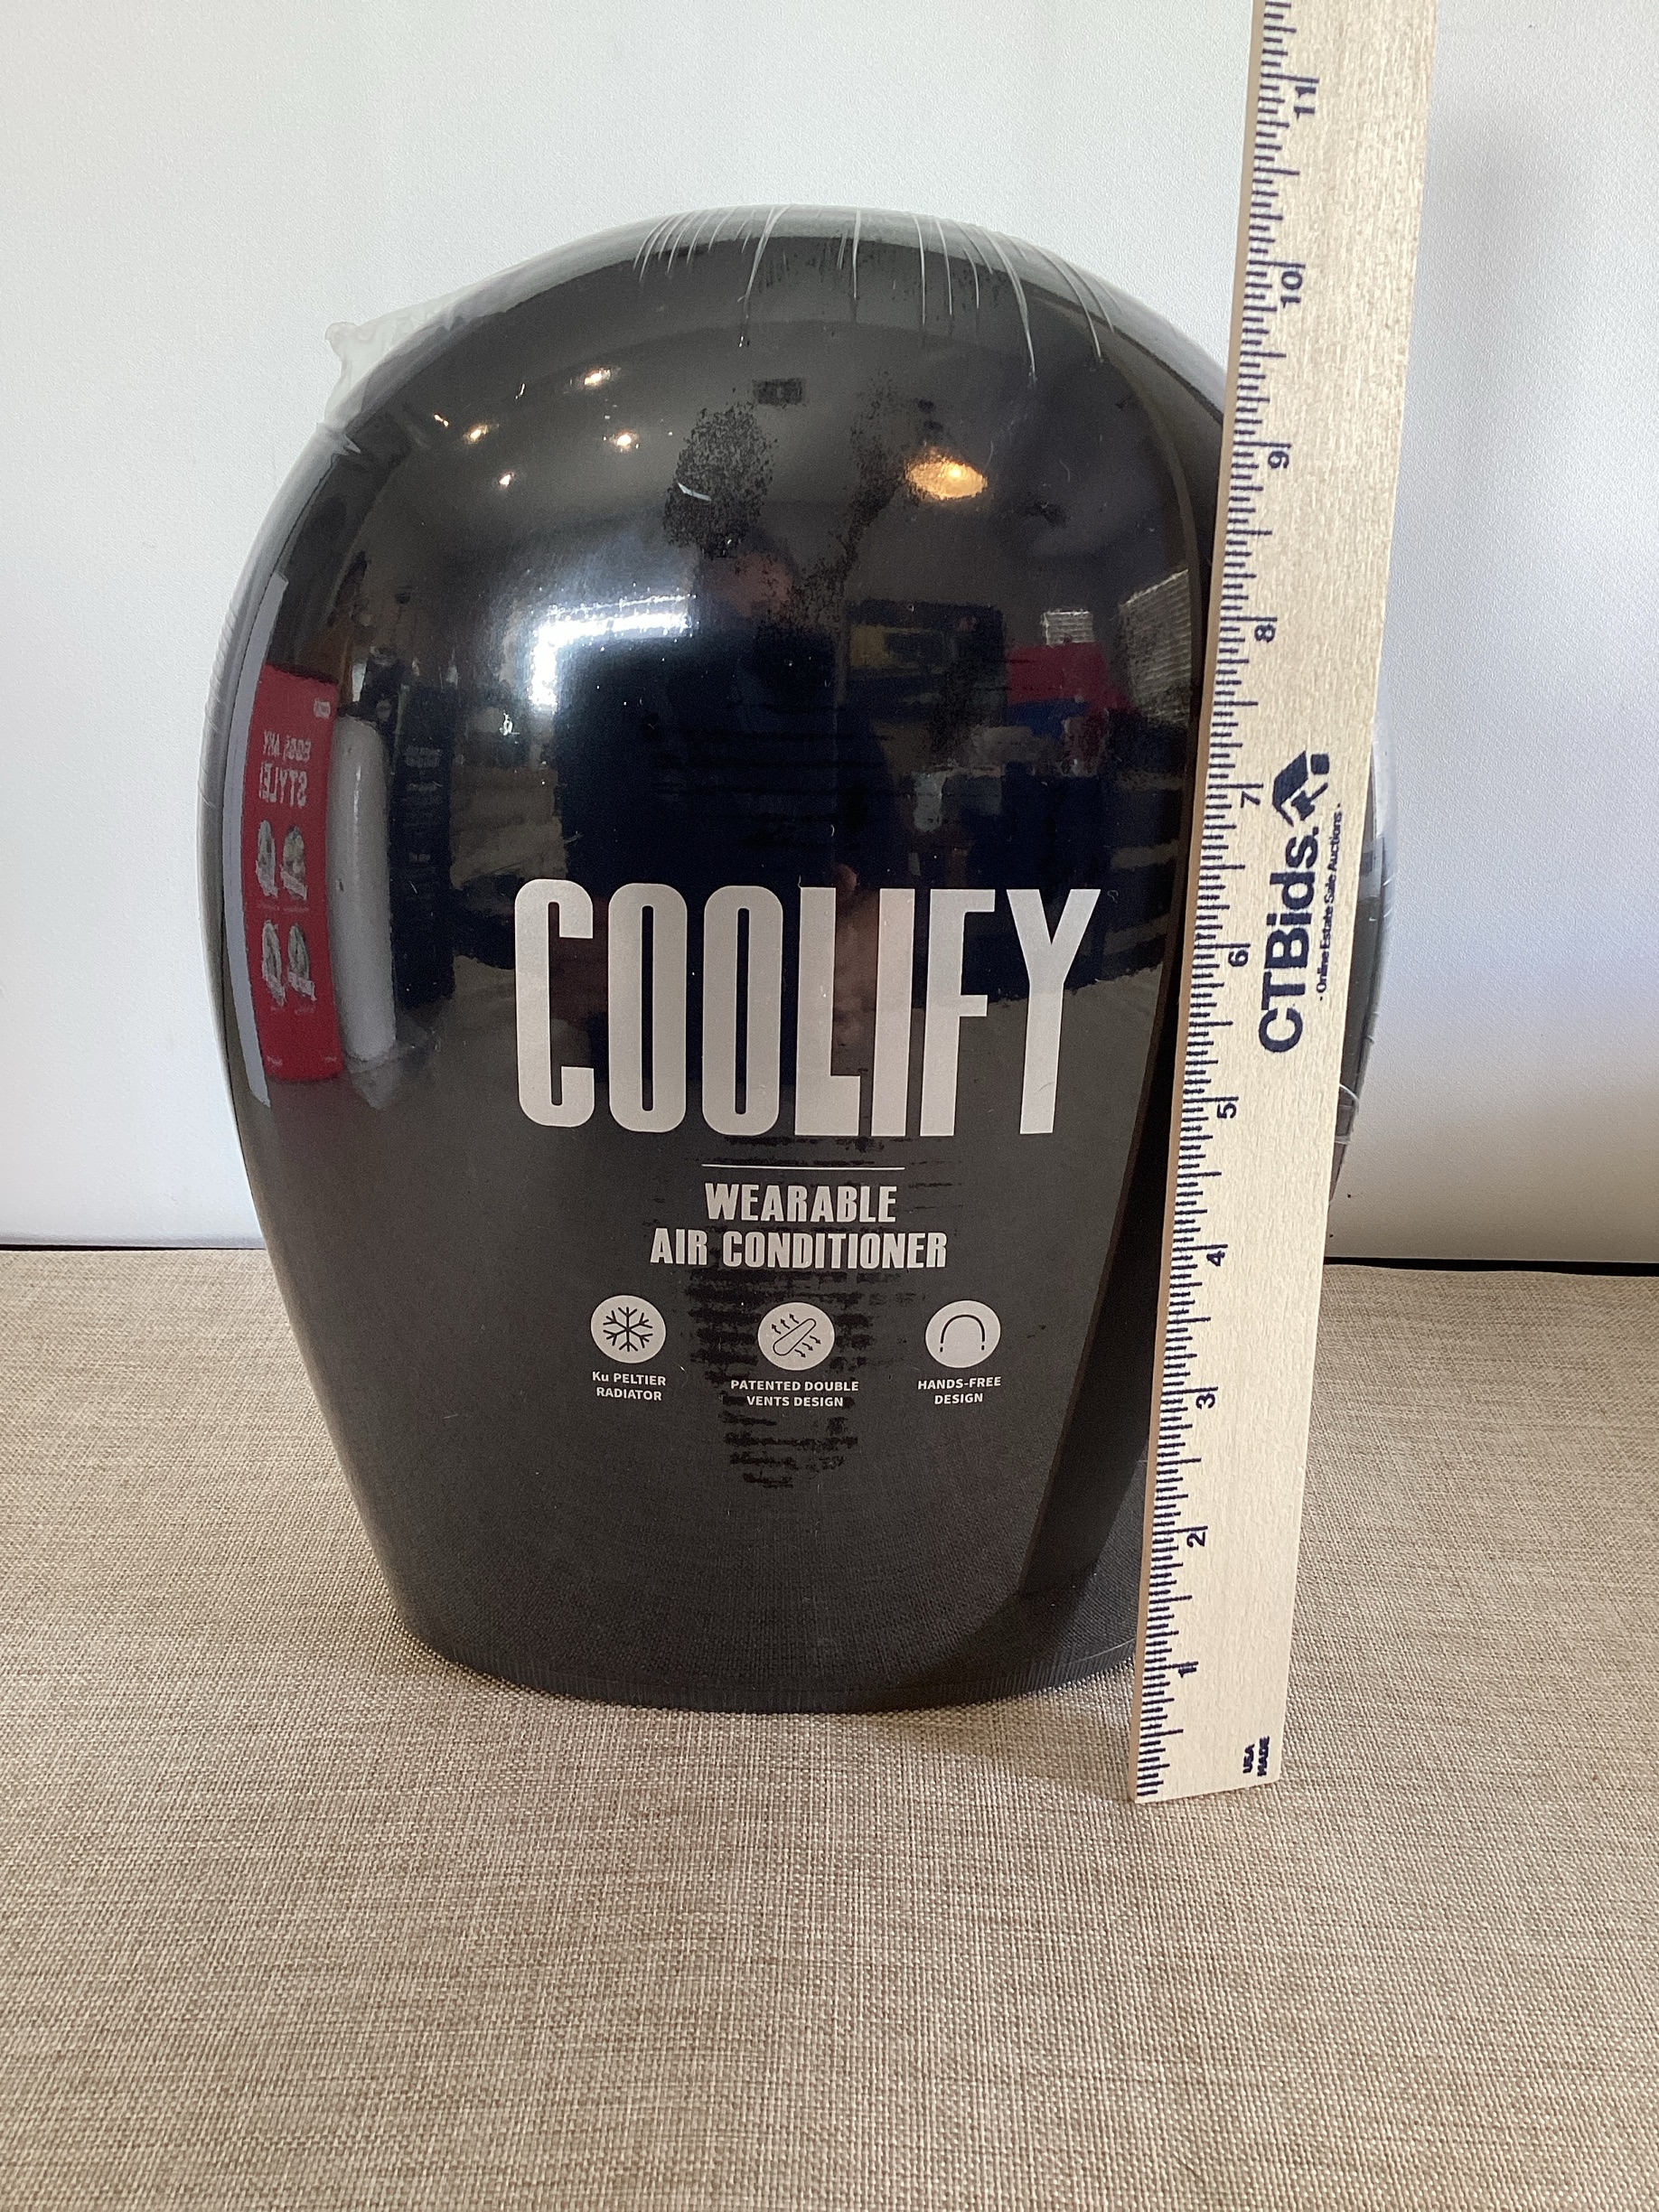 COOLIFY
WEARABLE
AIR CONDITIONER
Ku PELTIER
RADIATOR
PATENTED DOUBLE
VENTS DESIGN
HANDS-FREE
DESIGN
11
10
9
8
7
6
5
4
3
2
1
CTBids.
- Online Estate Sale Auctions -
USA
MADE
STYLE!